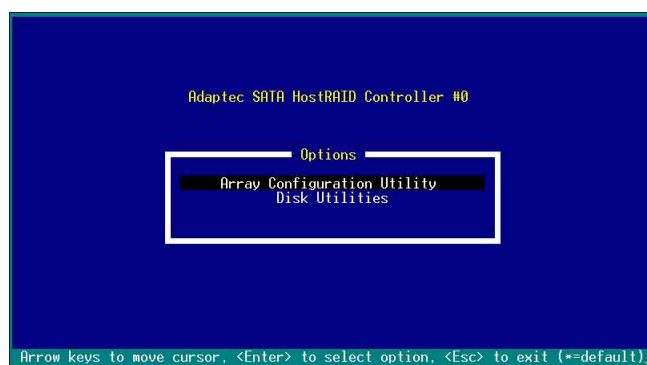 Adaptec SATA HostRAID Controller #0
Options
Array Configuration Utility
Disk Utilities
Arrow keys to move cursor, <Enter> to select option, <Esc> to exit (*=default)